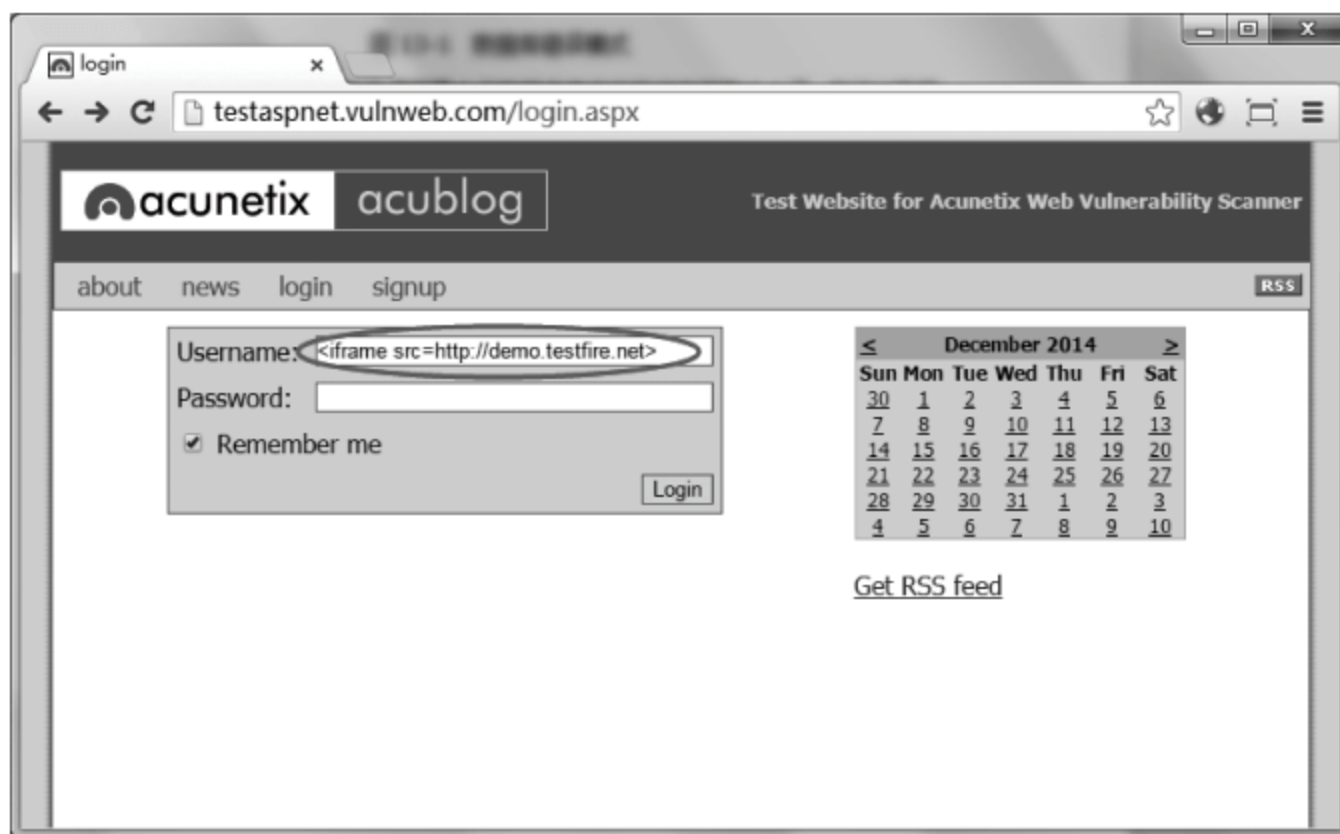 login
testaspnet.vulnweb.com/login.aspx
acunetix acublog
Test Website for Acunetix Web Vulnerability Scanner
about news login signup
RSS
Username: <iframe src=http://demo.testfire.net>
Password:
Remember me
Login
< December 2014 >
Sun Mon Tue Wed Thu Fri Sat
30 1 2 3 4 5 6
7 8 9 10 11 12 13
14 15 16 17 18 19 20
21 22 23 24 25 26 27
28 29 30 31 1 2 3
4 5 6 7 8 9 10
Get RSS feed